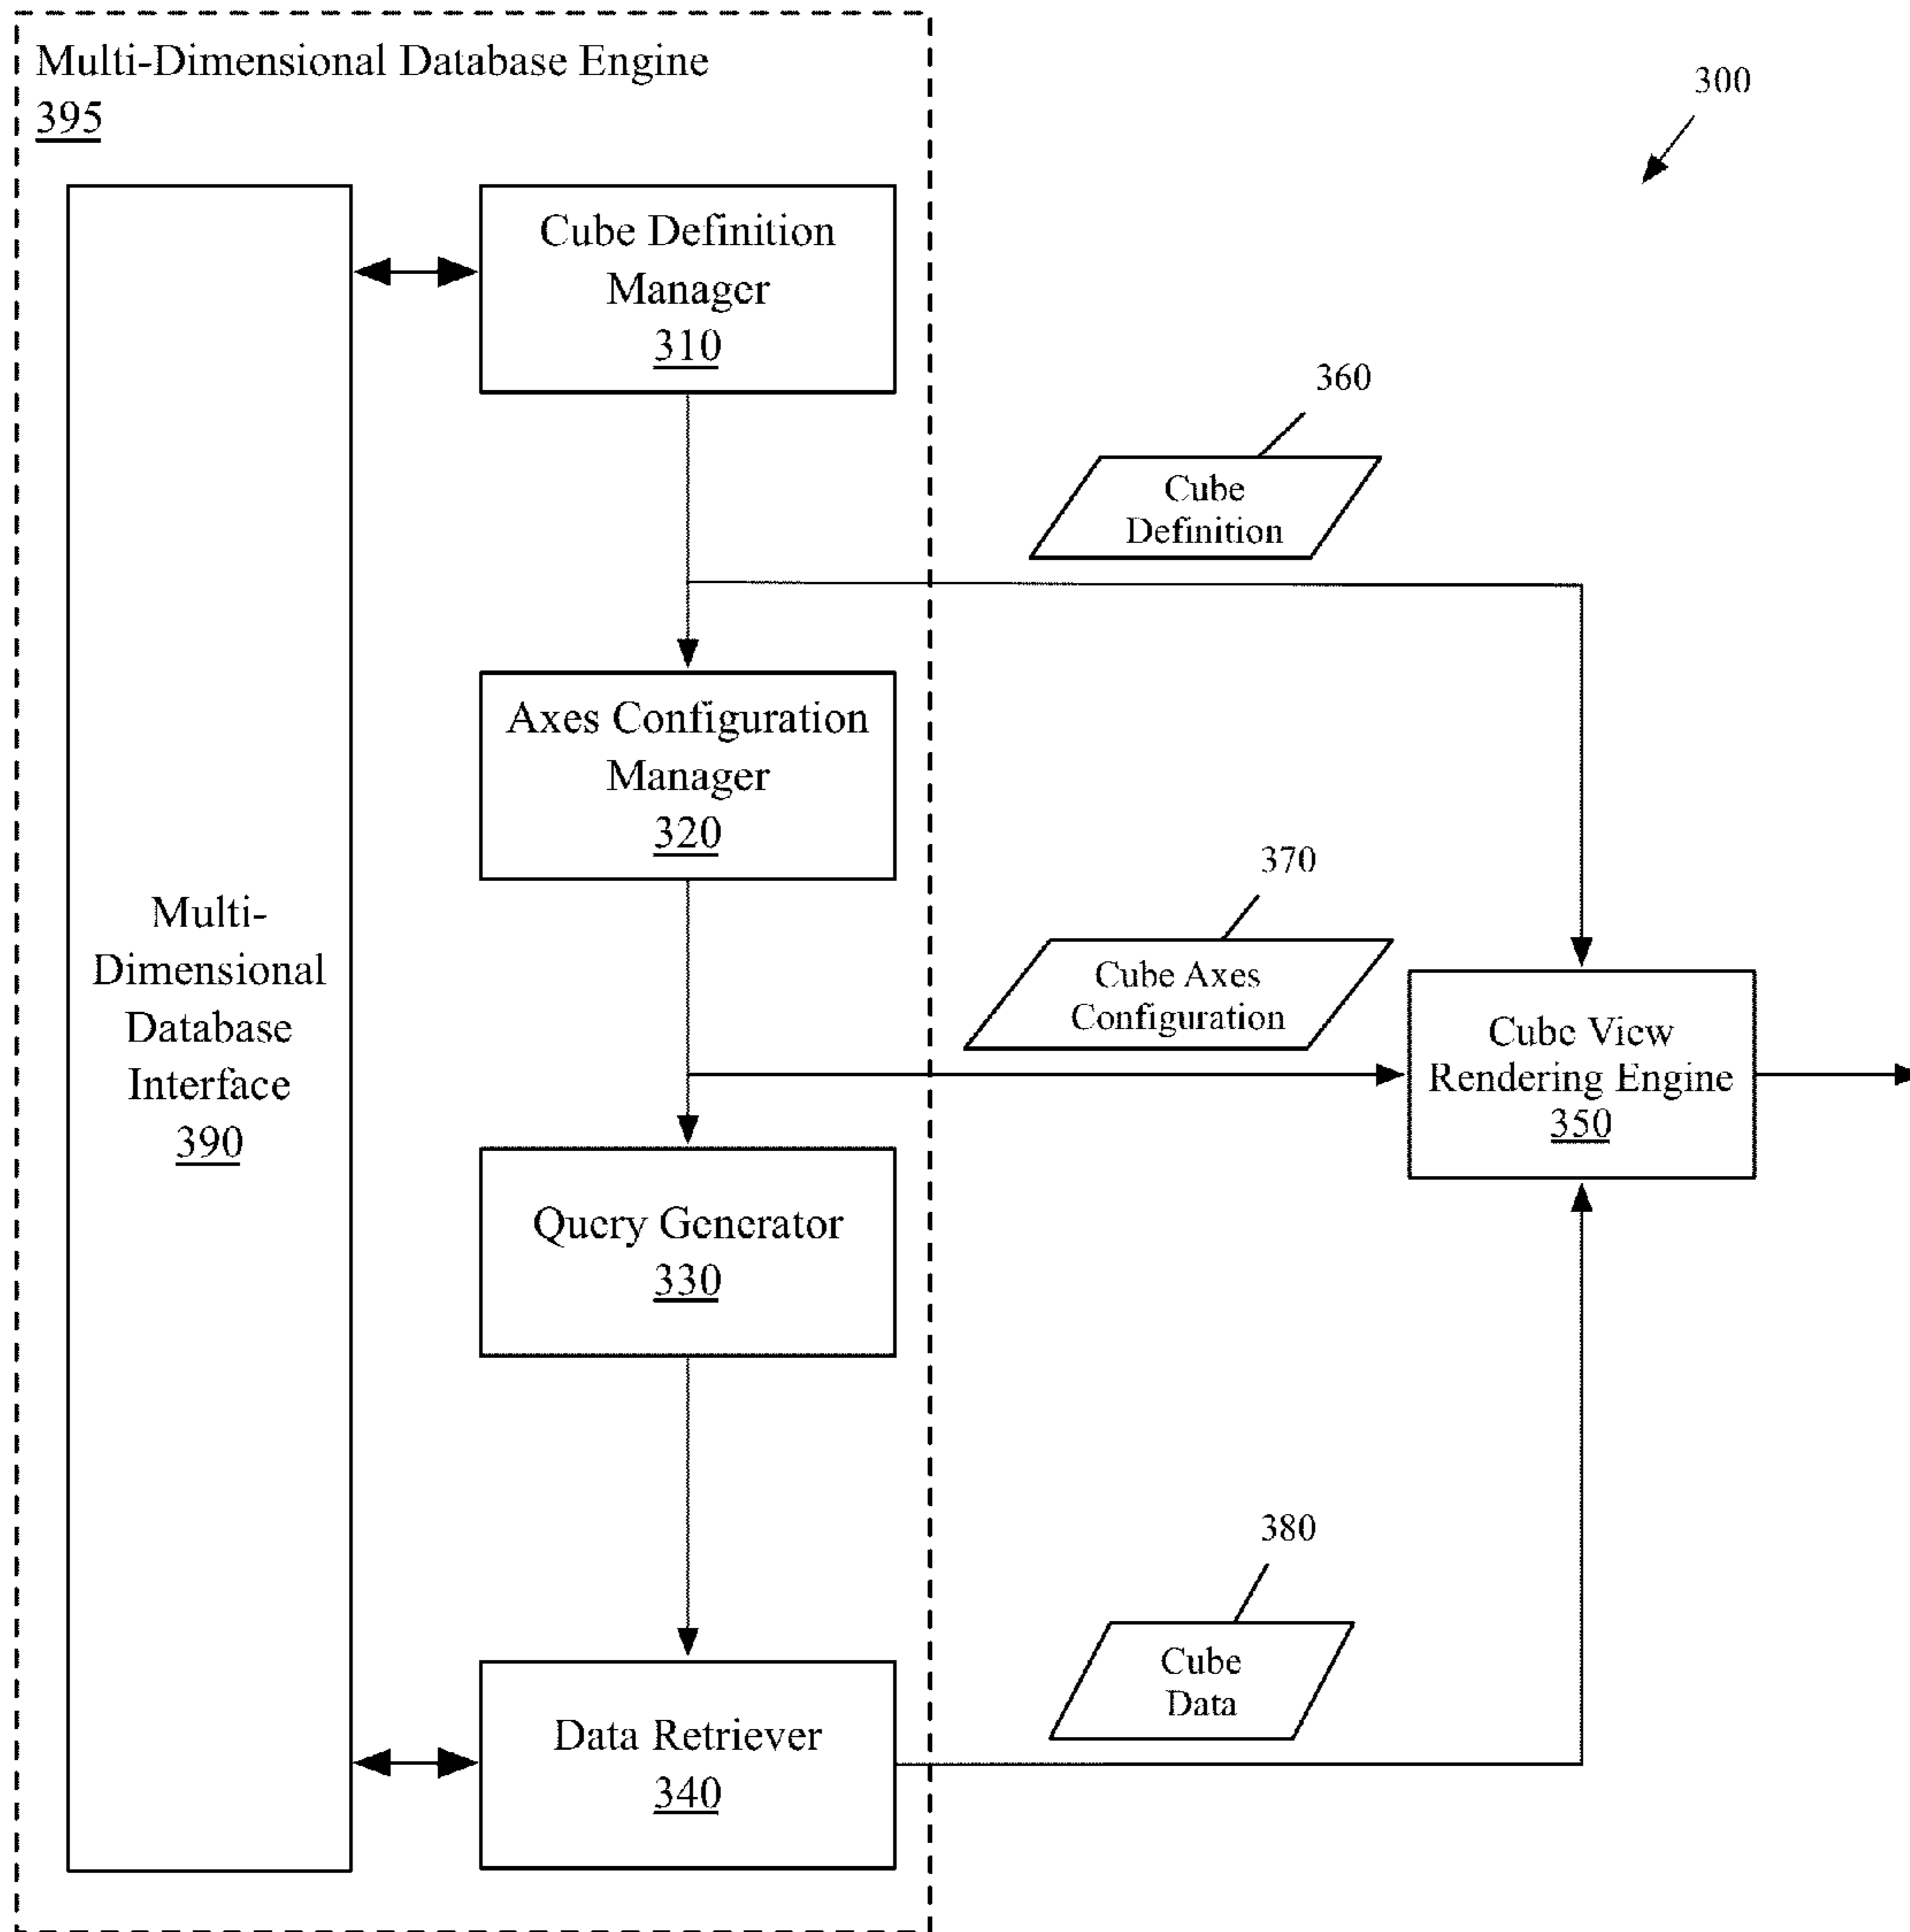 Multi-Dimensional Database Engine
395
300
Cube Definition
Manager
310
360
Cube
Definition
Axes Configuration
Manager
320
370
Cube Axes
Configuration
Multi-
Dimensional
Database
Interface
390
Cube View
Rendering Engine
350
Query Generator
330
380
Cube
Data
Data Retriever
340